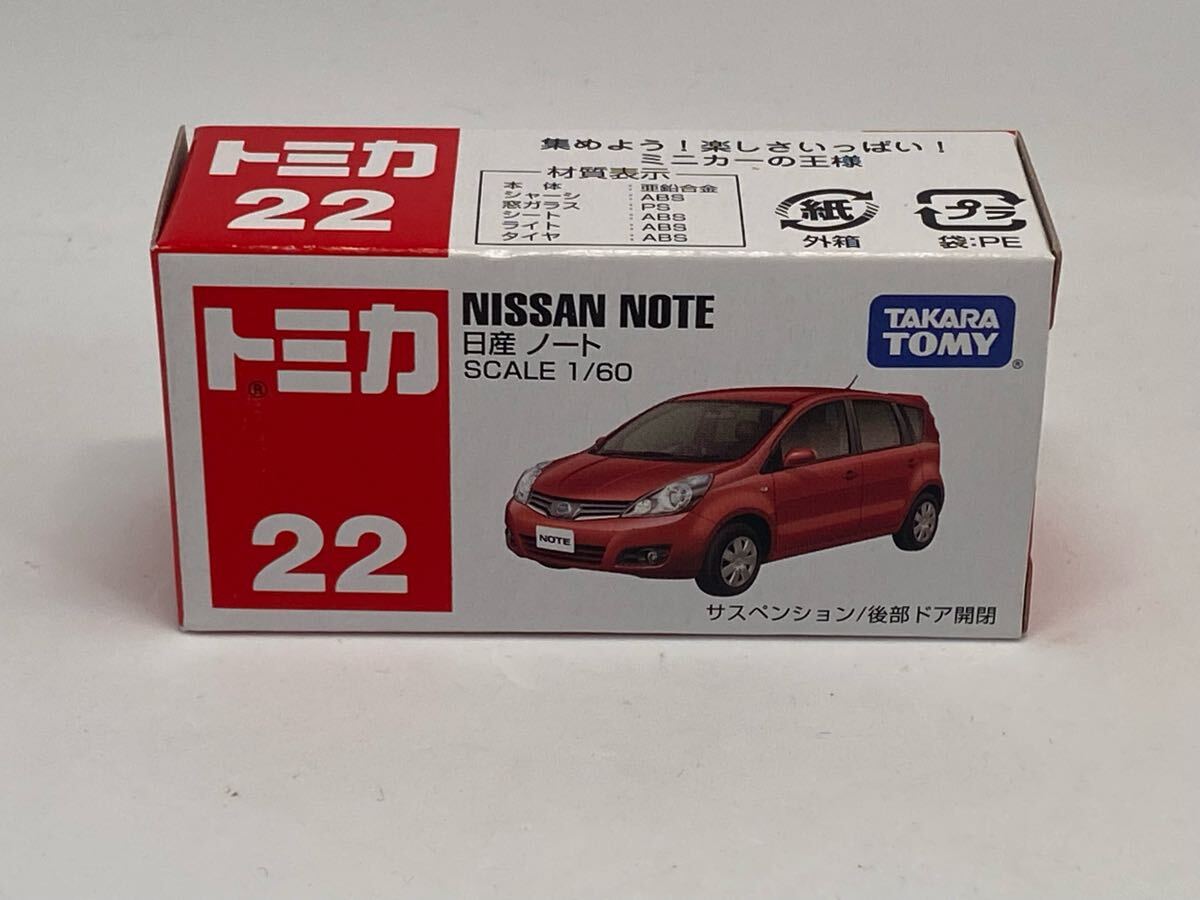 トミカ
22
集めよう！楽しさいっぱい！
ミニカーの王様
材質表示
本体 ‥亜鉛合金
シャーシ ‥ABS
窓ガラス ‥PS
シート ‥ABS
ライト ‥ABS
タイヤ ‥ABS
紙
外箱
プラ
袋:PE
トミカ
®
22
NISSAN NOTE
日産 ノート
SCALE 1/60
TAKARA
TOMY
®
NOTE
サスペンション/後部ドア開閉